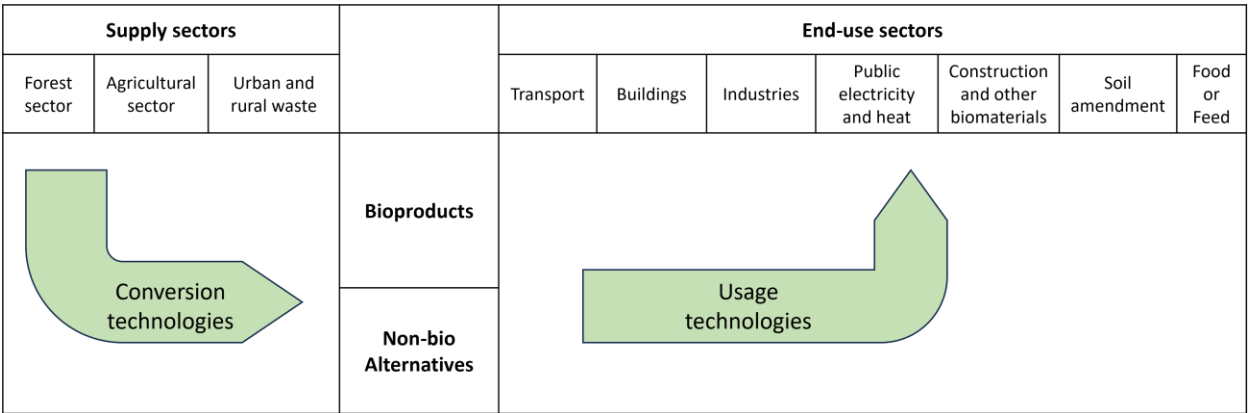 Supply sectors
End-use sectors
Forest
sector
Agricultural
sector
Urban and
rural waste
Transport
Buildings
Industries
Public
electricity
and heat
Construction
and other
biomaterials
Soil
amendment
Food
or
Feed
Bioproducts
Conversion
technologies
Usage
technologies
Non-bio
Alternatives